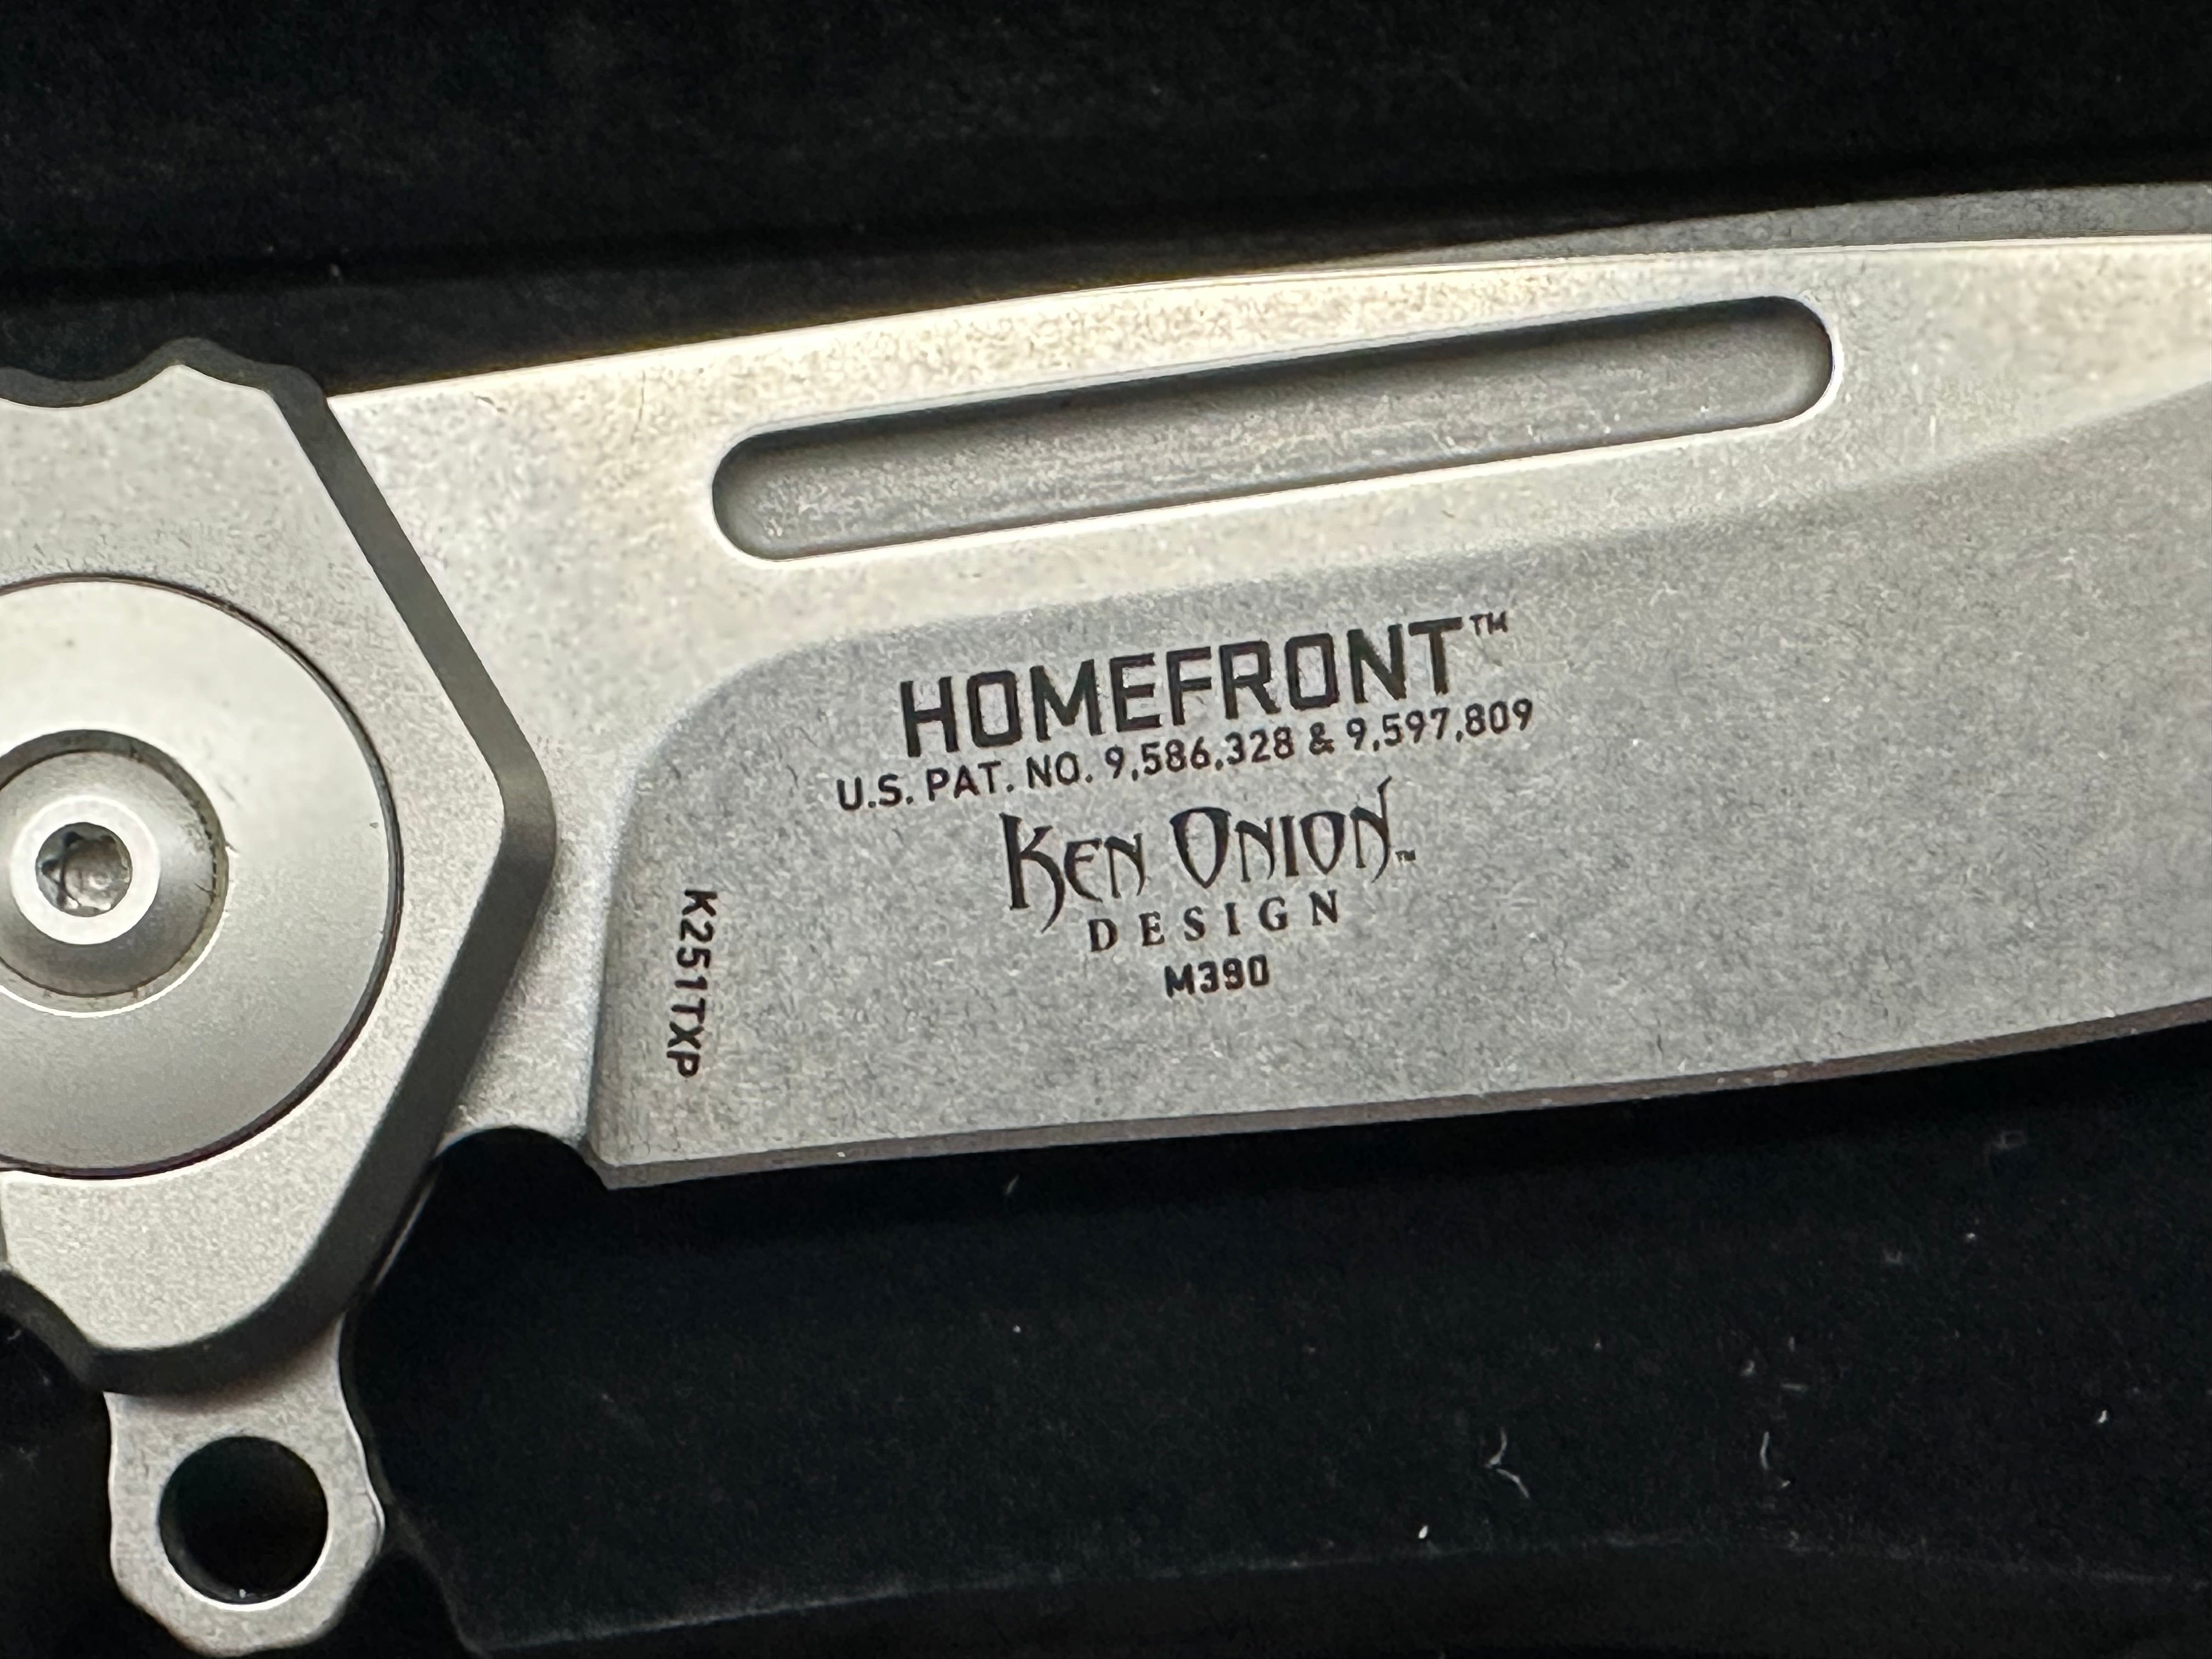 HOMEFRONT™
U.S. PAT. NO. 9,586,328 & 9,597,809
KEN ONION™
DESIGN
M390
K251TXP